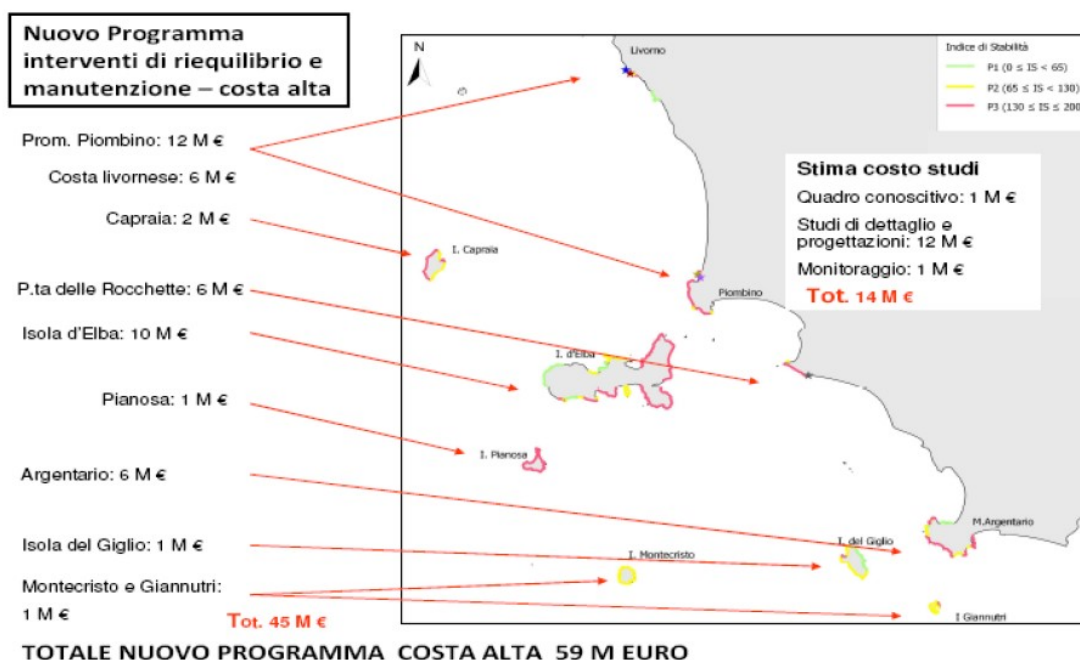 Nuovo Programma
interventi di riequilibrio e
manutenzione – costa alta
Prom. Piombino: 12 M €
Costa livornese: 6 M €
Capraia: 2 M €
P.ta delle Rocchette: 6 M €
Isola d'Elba: 10 M €
Pianosa: 1 M €
Argentario: 6 M €
Isola del Giglio: 1 M €
Montecristo e Giannutri:
1 M €
Tot. 45 M €
N
Livorno
I. Capraia
Piombino
I. d'Elba
I. Pianosa
M.Argentario
I. del Giglio
I. Montecristo
I Giannutri
Indice di Stabilità
P1 (0 ≤ IS < 65)
P2 (65 ≤ IS < 130)
P3 (130 ≤ IS ≤ 200)
Stima costo studi
Quadro conoscitivo: 1 M €
Studi di dettaglio e
progettazioni: 12 M €
Monitoraggio: 1 M €
Tot. 14 M €
TOTALE NUOVO PROGRAMMA COSTA ALTA 59 M EURO